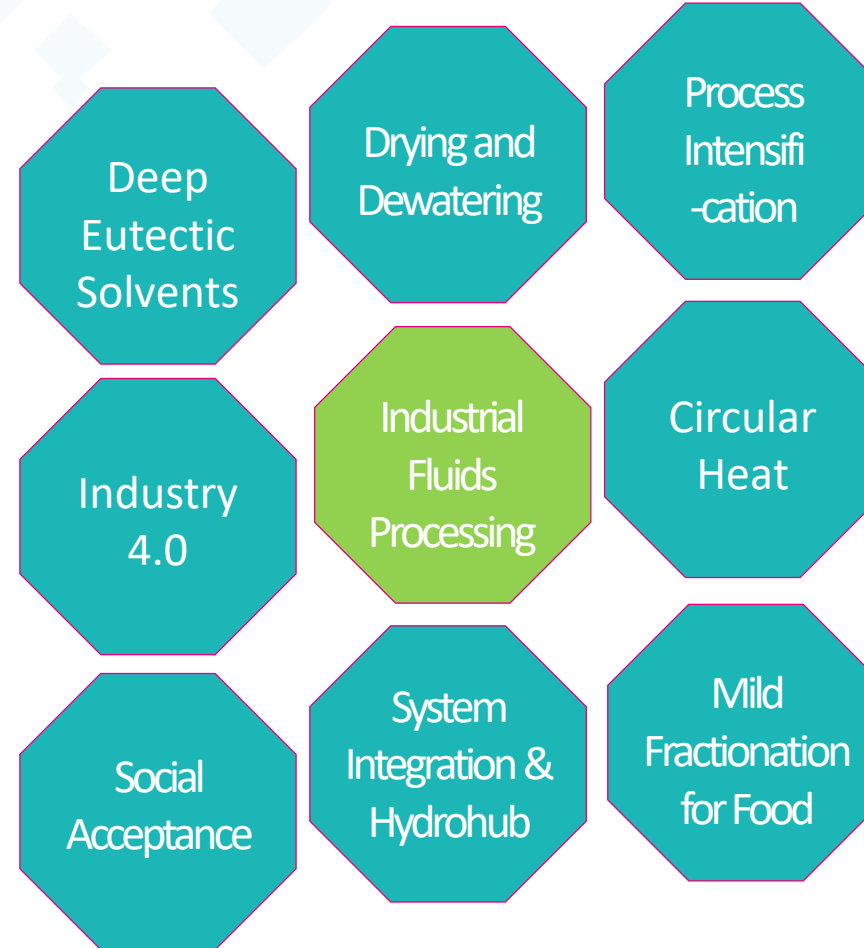 Deep
Eutectic
Solvents
Drying and
Dewatering
Process
Intensifi
-cation
Industry
4.0
Industrial
Fluids
Processing
Circular
Heat
Social
Acceptance
System
Integration &
Hydrohub
Mild
Fractionation
for Food